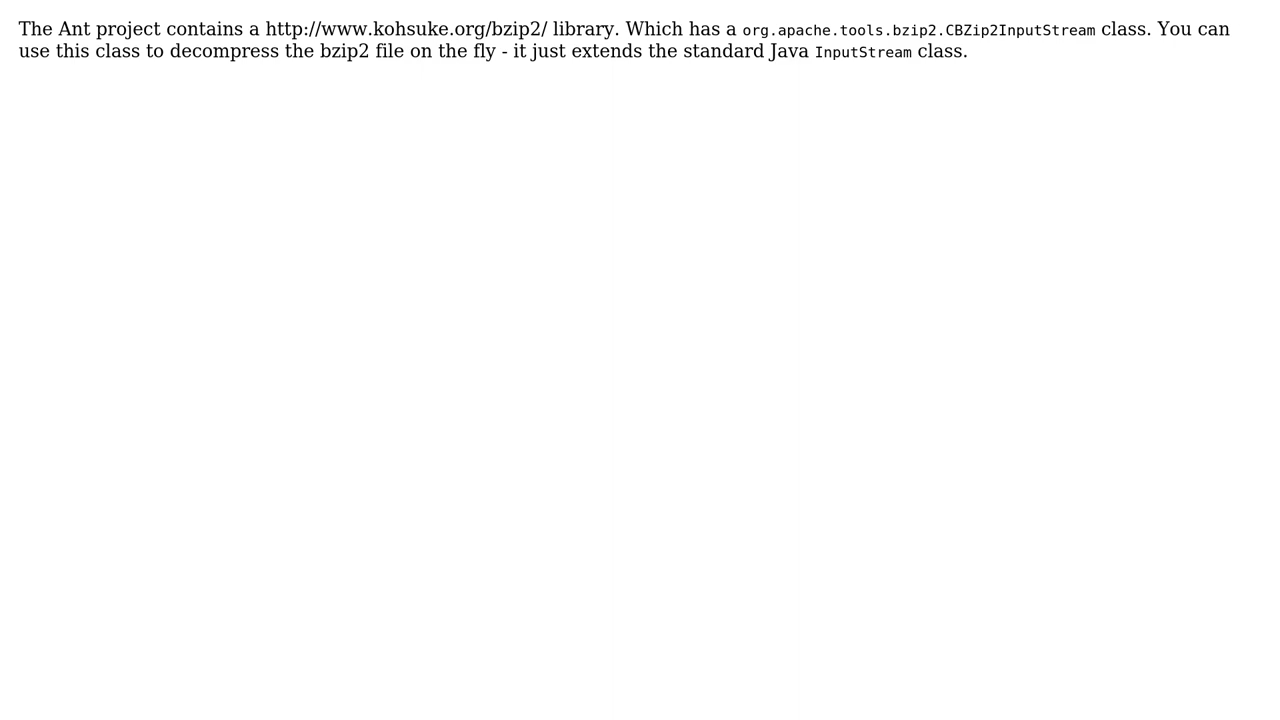 The Ant project contains a http://www.kohsuke.org/bzip2/ library. Which has a org.apache.tools.bzip2.CBZip2InputStream class. You can
use this class to decompress the bzip2 file on the fly - it just extends the standard Java InputStream class.